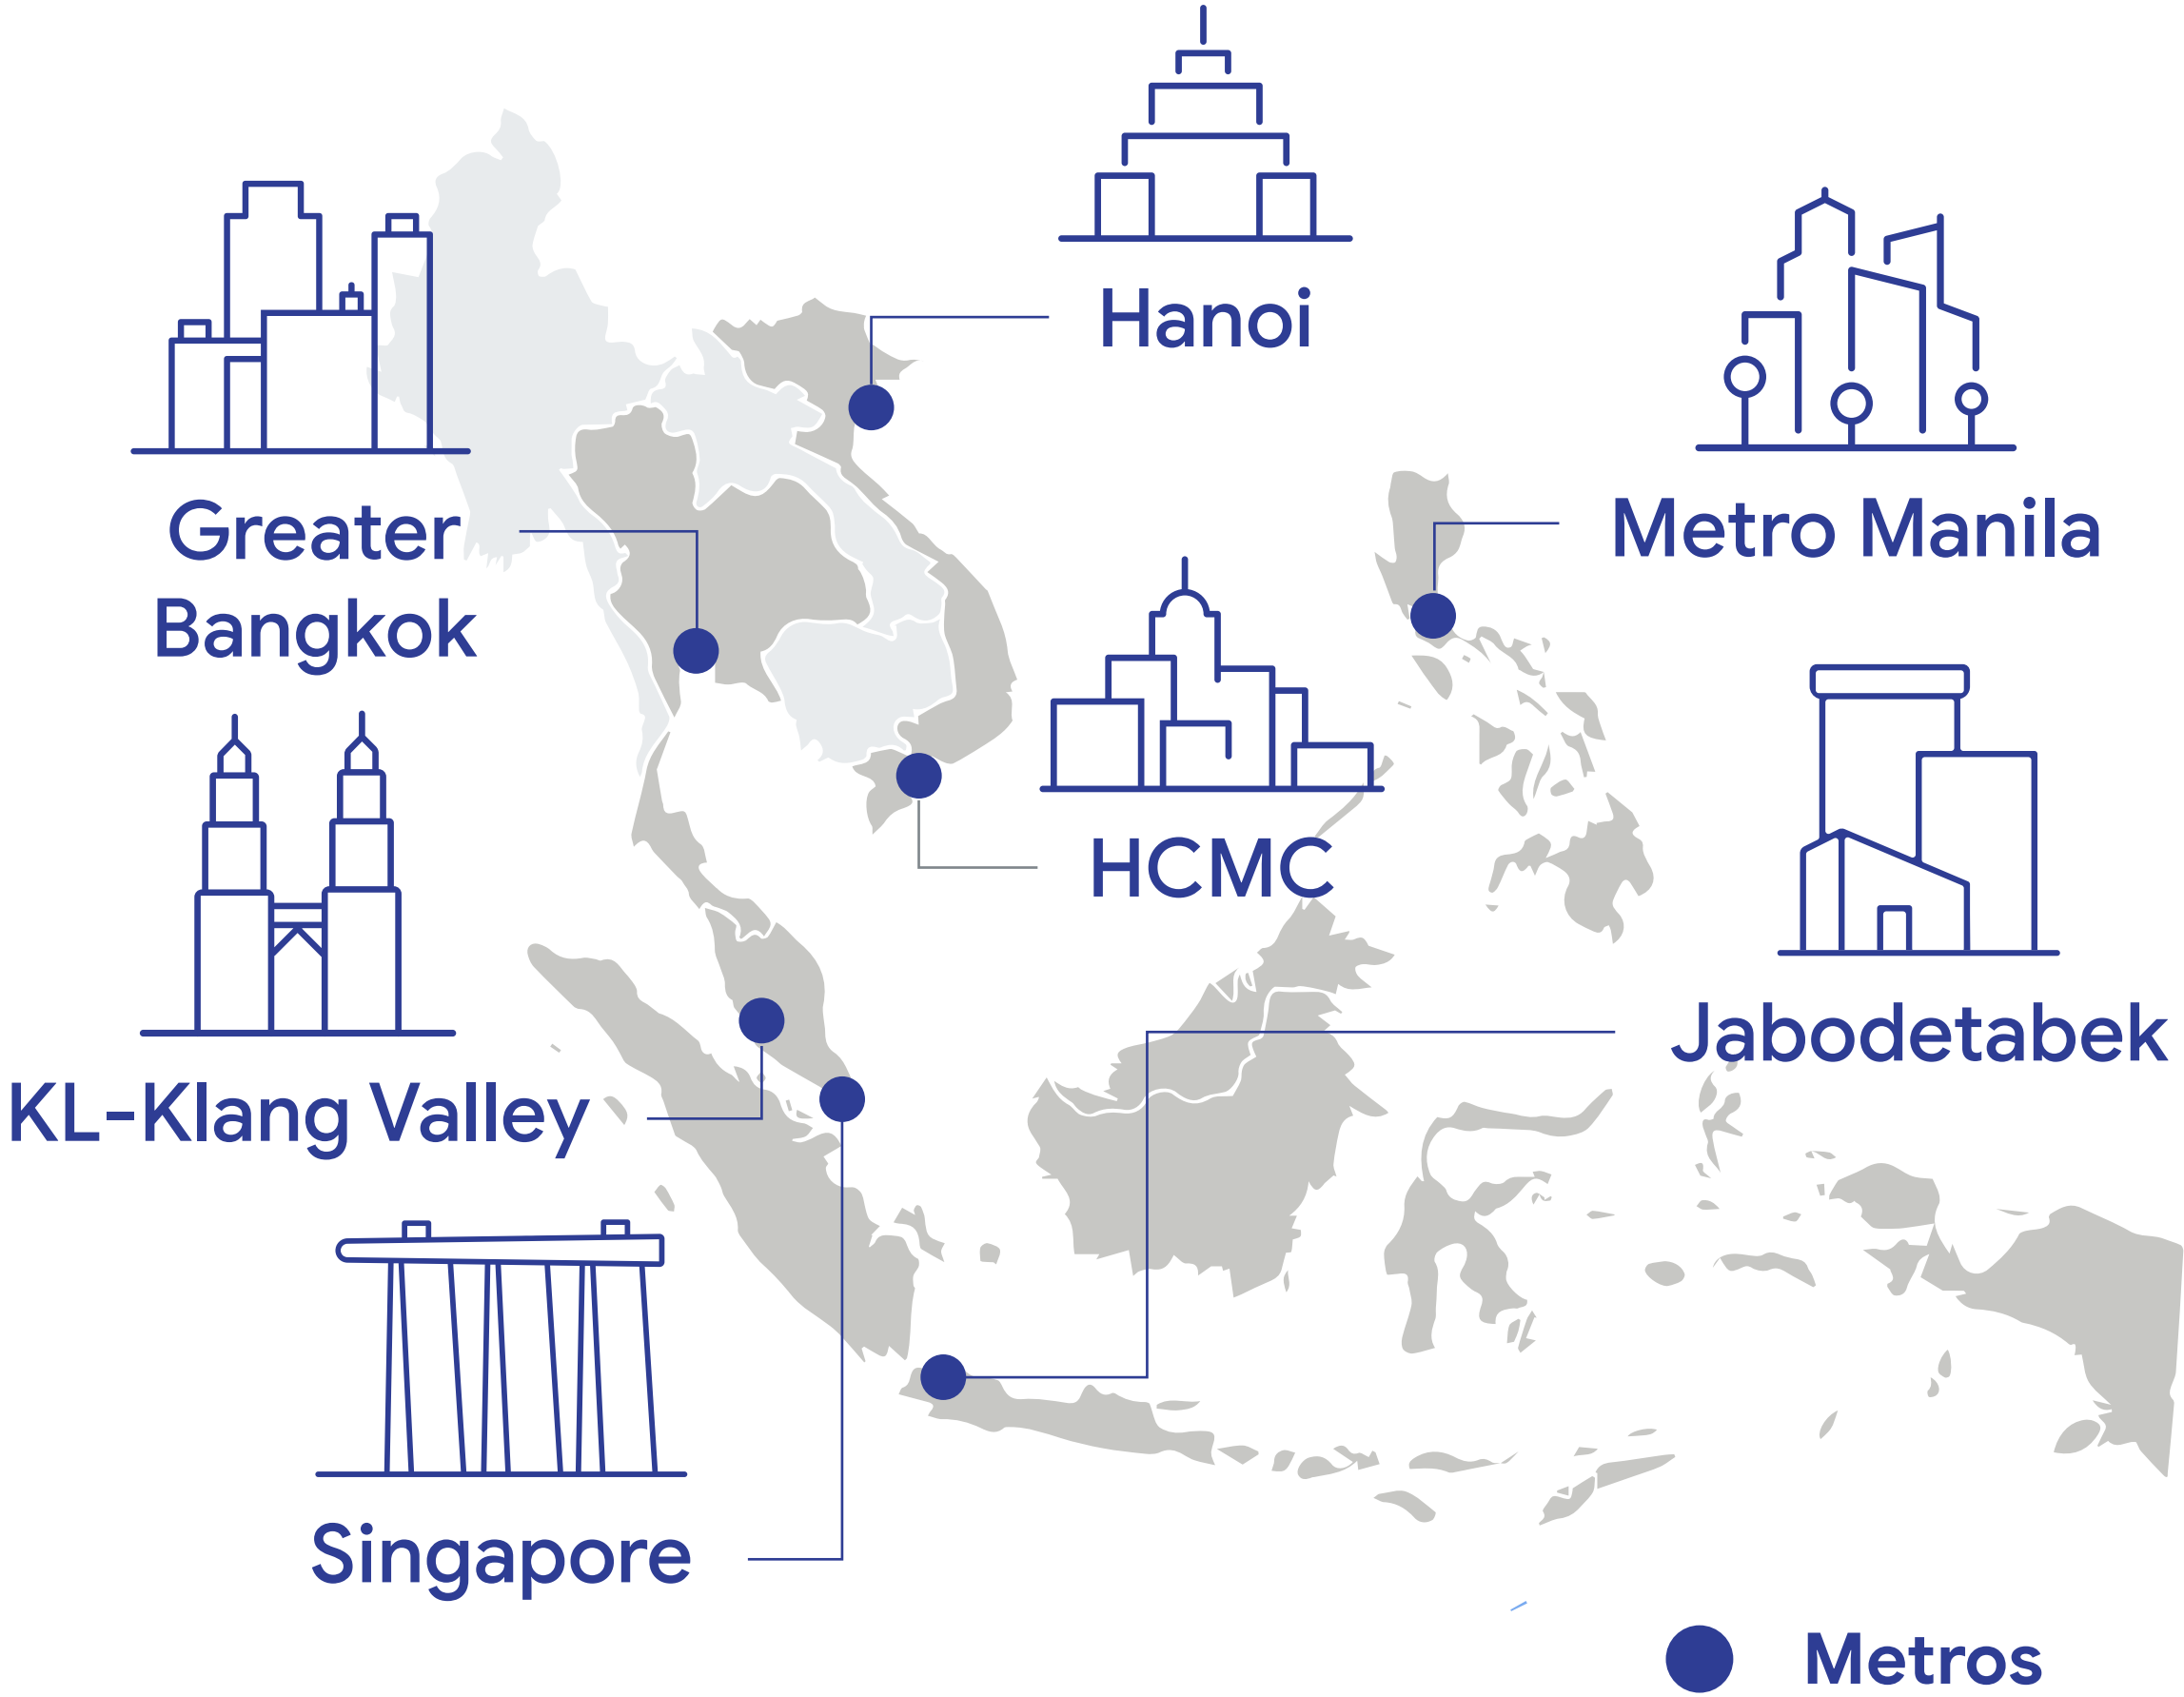 Hanoi
Greater
Bangkok
Metro Manila
HCMC
KL-Klang Valley
Jabodetabek
Singapore
Metros